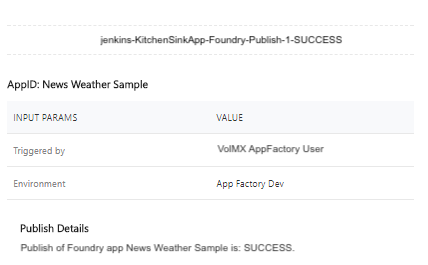 jenkins-KitchenSinkApp-Foundry-Publish-1-SUCCESS
AppID: News Weather Sample
INPUT PARAMS VALUE
Triggered by VolMX AppFactory User
Environment App Factory Dev
Publish Details
Publish of Foundry app News Weather Sample is: SUCCESS.